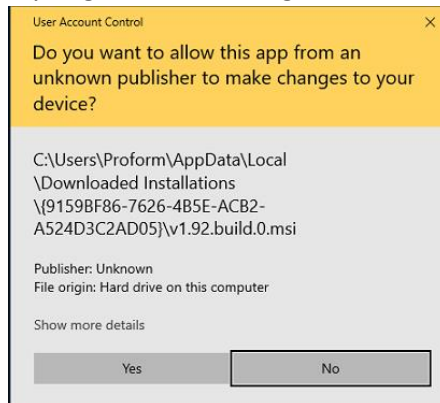 User Account Control
Do you want to allow this app from an
unknown publisher to make changes to your
device?
C:\Users\Proform\AppData\Local
\Downloaded Installations
\{9159BF86-7626-4B5E-ACB2-
A524D3C2AD05}\v1.92.build.0.msi
Publisher: Unknown
File origin: Hard drive on this computer
Show more details
Yes
No